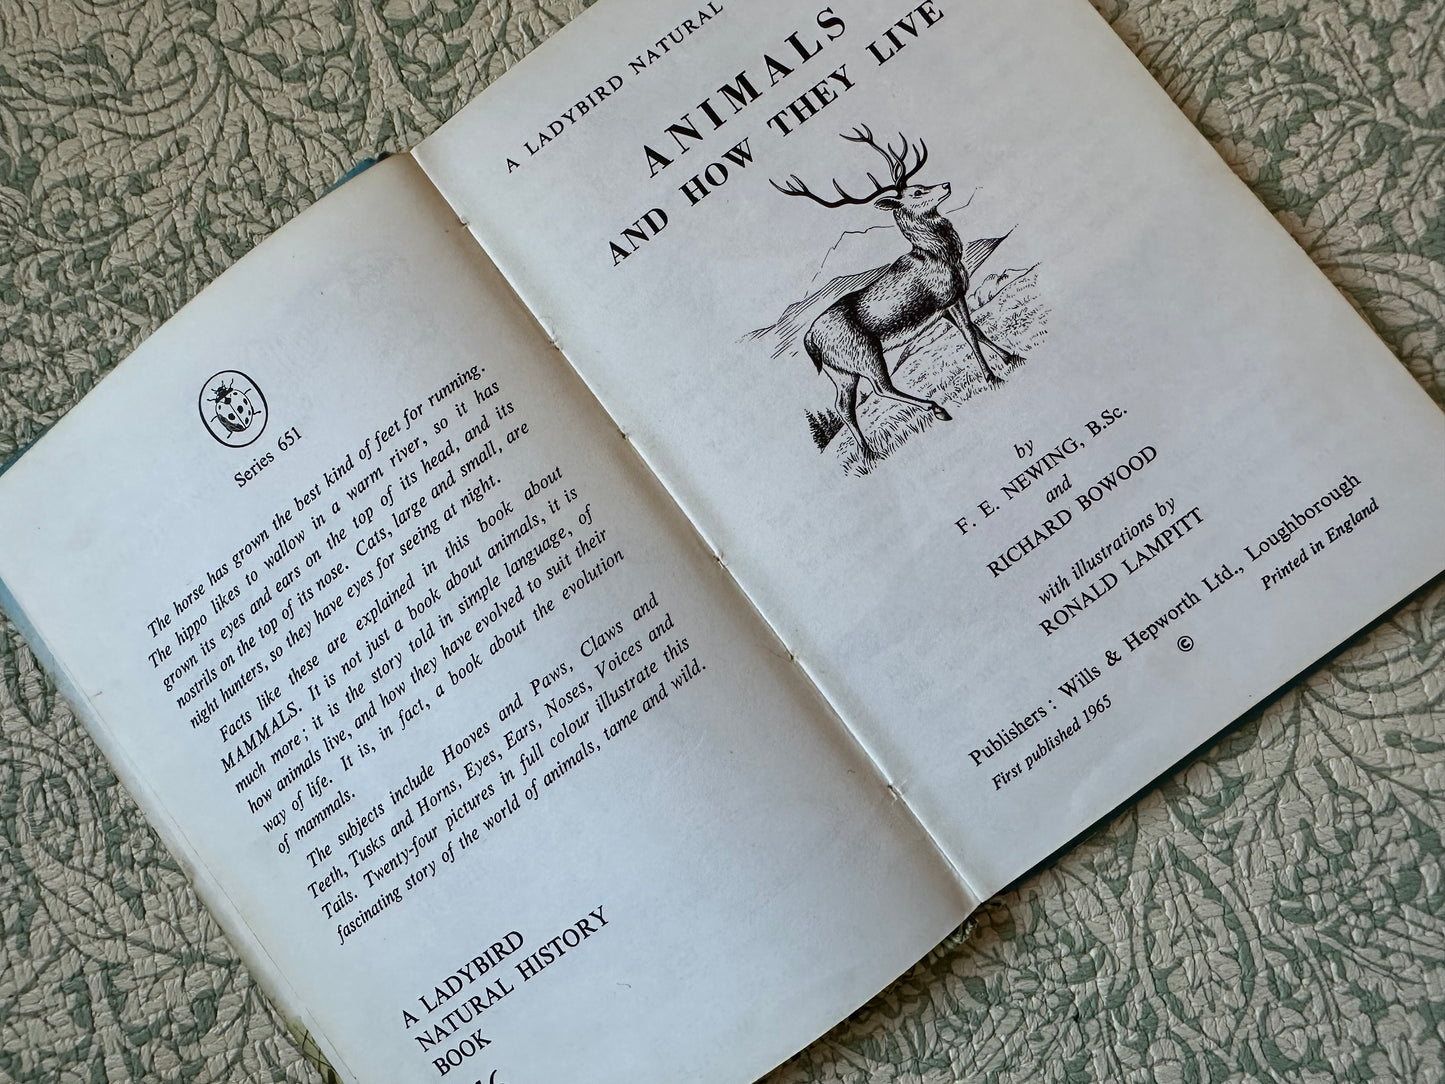 Series 651
The horse has grown the best kind of feet for running.
The hippo likes to wallow in a warm river, so it has
grown its eyes and ears on the top of its head, and its
nostrils on the top of its nose. Cats, large and small, are
night hunters, so they have eyes for seeing at night.
Facts like these are explained in this book about
MAMMALS. It is not just a book about animals, it is
much more; it is the story told in simple language, of
how animals live, and how they have evolved to suit their
way of life. It is, in fact, a book about the evolution
of mammals.
The subjects include Hooves and Paws, Claws and
Teeth, Tusks and Horns, Eyes, Ears, Noses, Voices and
Tails. Twenty-four pictures in full colour illustrate this
fascinating story of the world of animals, tame and wild.
A LADYBIRD
NATURAL HISTORY
BOOK
A LADYBIRD NATURAL
ANIMALS
AND HOW THEY LIVE
by
F. E. NEWING, B.Sc.
and
RICHARD BOWOOD
with illustrations by
RONALD LAMPITT
Publishers: Wills & Hepworth Ltd., Loughborough
First published 1965 © Printed in England